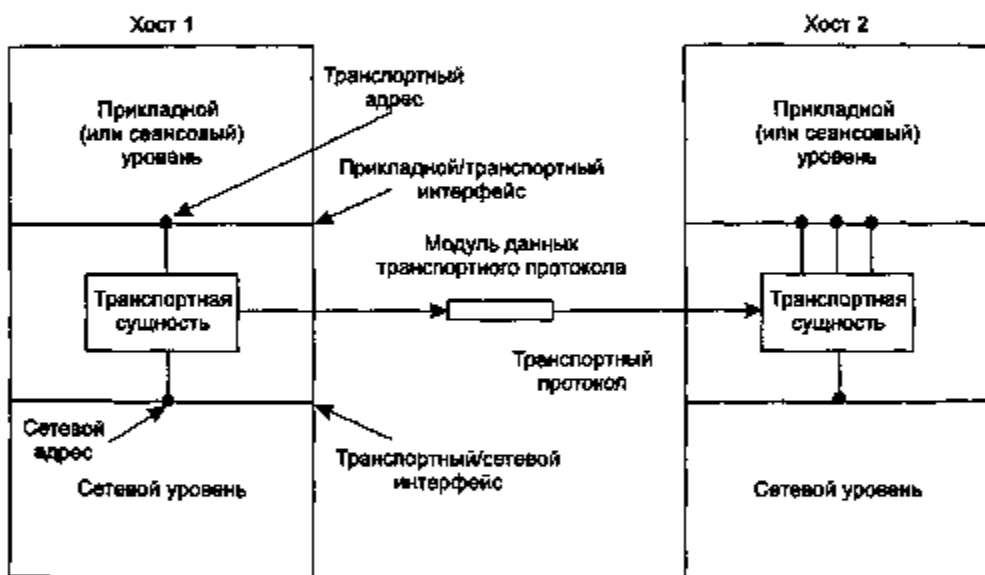 Хост 1
Хост 2
Транспортный
адрес
Прикладной
(или сеансовый)
уровень
Прикладной
(или сеансовый)
уровень
Прикладной/транспортный
интерфейс
Модуль данных
транспортного протокола
Транспортная
сущность
Транспортная
сущность
Транспортный
протокол
Сетевой
адрес
Транспортный/сетевой
интерфейс
Сетевой уровень
Сетевой уровень